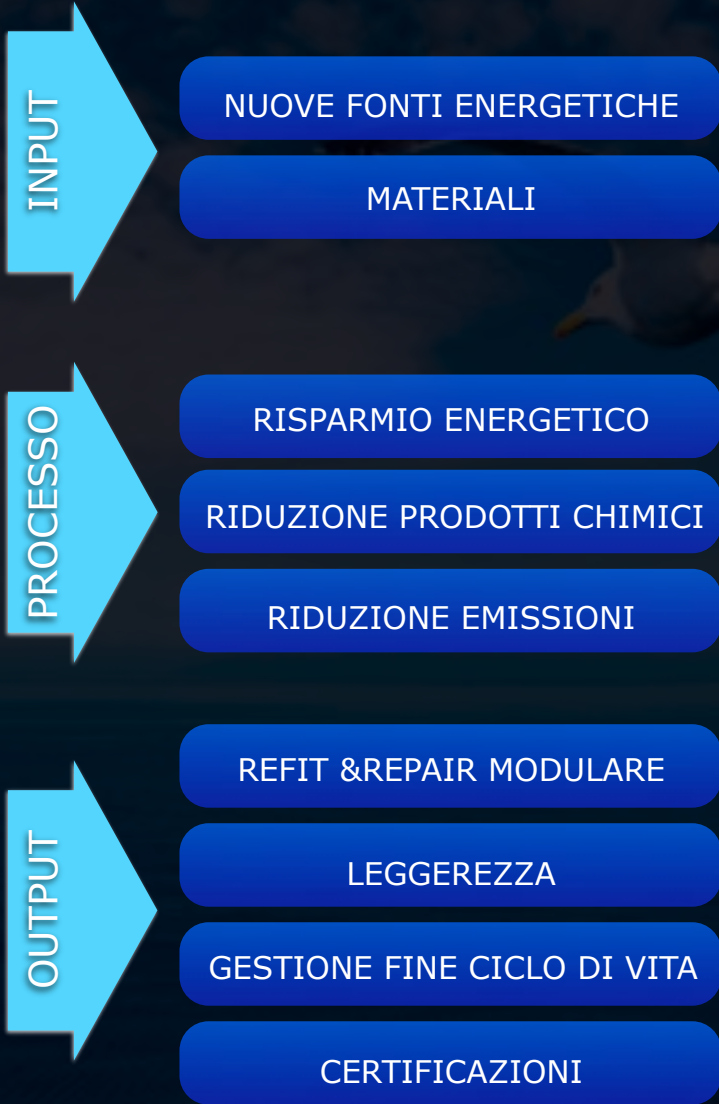 INPUT
NUOVE FONTI ENERGETICHE
MATERIALI
PROCESSO
RISPARMIO ENERGETICO
RIDUZIONE PRODOTTI CHIMICI
RIDUZIONE EMISSIONI
OUTPUT
REFIT &REPAIR MODULARE
LEGGEREZZA
GESTIONE FINE CICLO DI VITA
CERTIFICAZIONI